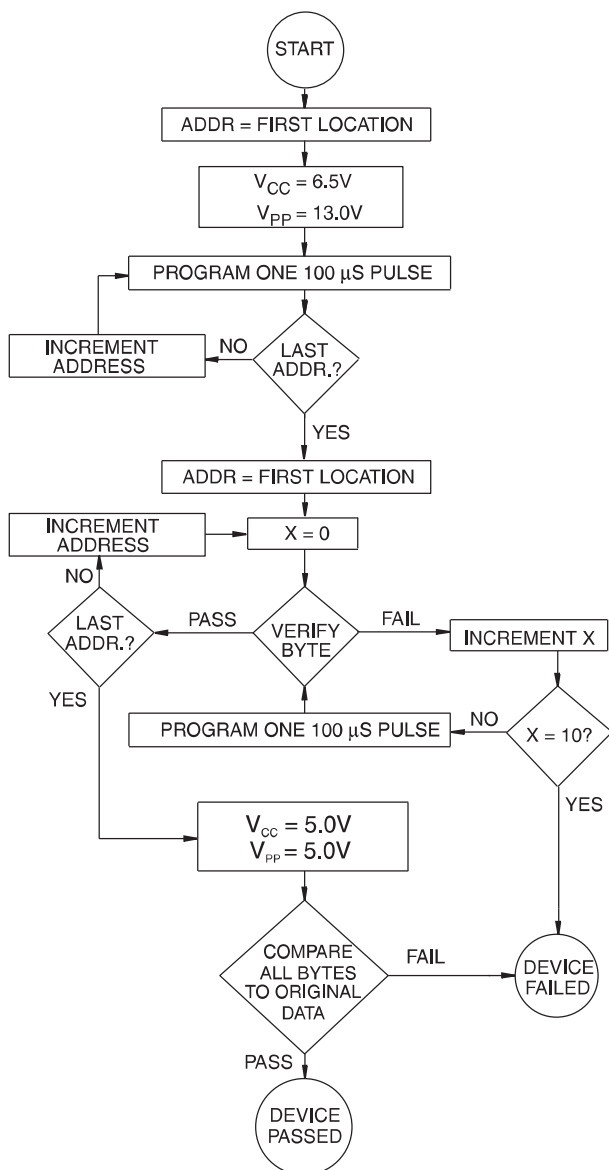 START
ADDR = FIRST LOCATION
VCC = 6.5V
VPP = 13.0V
PROGRAM ONE 100 µS PULSE
INCREMENT
ADDRESS
NO
LAST
ADDR.?
YES
ADDR = FIRST LOCATION
INCREMENT
ADDRESS
X = 0
NO
LAST
ADDR.?
PASS
VERIFY
BYTE
FAIL
INCREMENT X
YES
PROGRAM ONE 100 µS PULSE
NO
X = 10?
YES
VCC = 5.0V
VPP = 5.0V
COMPARE
ALL BYTES
TO ORIGINAL
DATA
FAIL
DEVICE
FAILED
PASS
DEVICE
PASSED